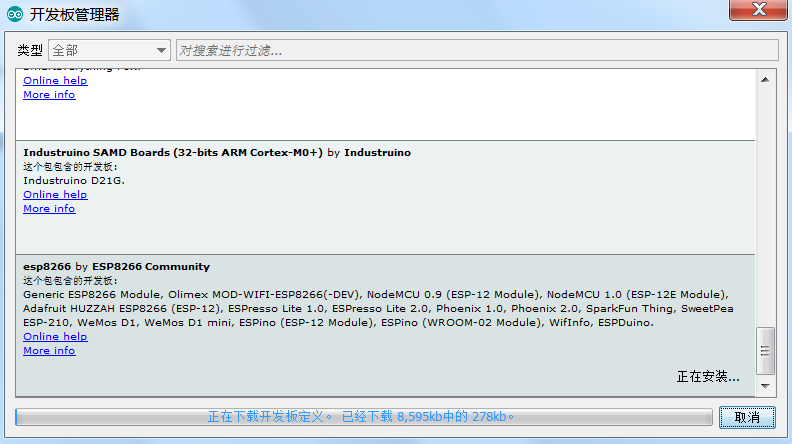 开发板管理器
类型 全部 对搜索进行过滤...
Online help
More info
Industruino SAMD Boards (32-bits ARM Cortex-M0+) by Industruino
这个包包含的开发板:
Industruino D21G.
Online help
More info
esp8266 by ESP8266 Community
这个包包含的开发板:
Generic ESP8266 Module, Olimex MOD-WIFI-ESP8266(-DEV), NodeMCU 0.9 (ESP-12 Module), NodeMCU 1.0 (ESP-12E Module),
Adafruit HUZZAH ESP8266 (ESP-12), ESPresso Lite 1.0, ESPresso Lite 2.0, Phoenix 1.0, Phoenix 2.0, SparkFun Thing, SweetPea
ESP-210, WeMos D1, WeMos D1 mini, ESPino (ESP-12 Module), ESPino (WROOM-02 Module), WifInfo, ESPDuino.
Online help
More info
正在安装...
正在下载开发板定义。 已经下载 8,595kb中的 278kb。
取消